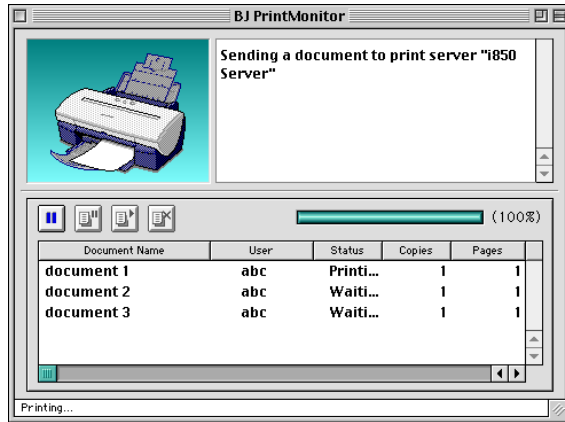 BJ PrintMonitor
Sending a document to print server "i850
Server"
(100%)
Document Name User Status Copies Pages
document 1 abc Printi... 1 1
document 2 abc Waiti... 1 1
document 3 abc Waiti... 1 1
Printing...